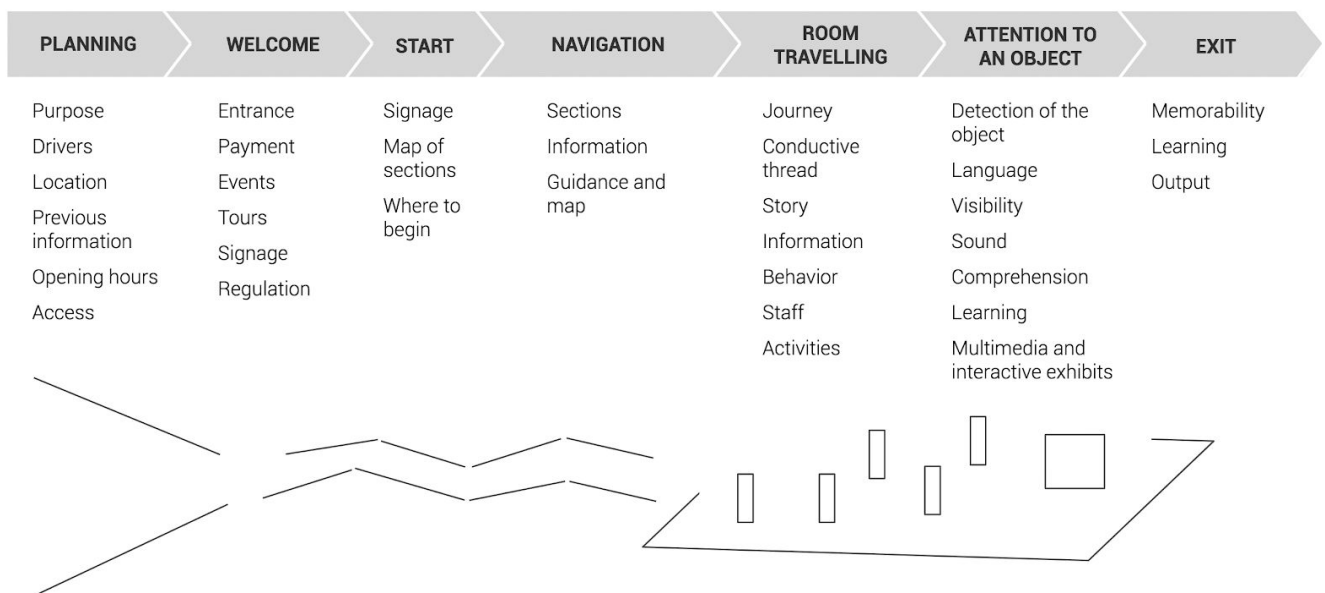 PLANNING
WELCOME
START
NAVIGATION
ROOM
TRAVELLING
ATTENTION TO
AN OBJECT
EXIT
Purpose
Drivers
Location
Previous
information
Opening hours
Access
Entrance
Payment
Events
Tours
Signage
Regulation
Signage
Map of
sections
Where to
begin
Sections
Information
Guidance and
map
Journey
Conductive
thread
Story
Information
Behavior
Staff
Activities
Detection of the
object
Language
Visibility
Sound
Comprehension
Learning
Multimedia and
interactive exhibits
Memorability
Learning
Output